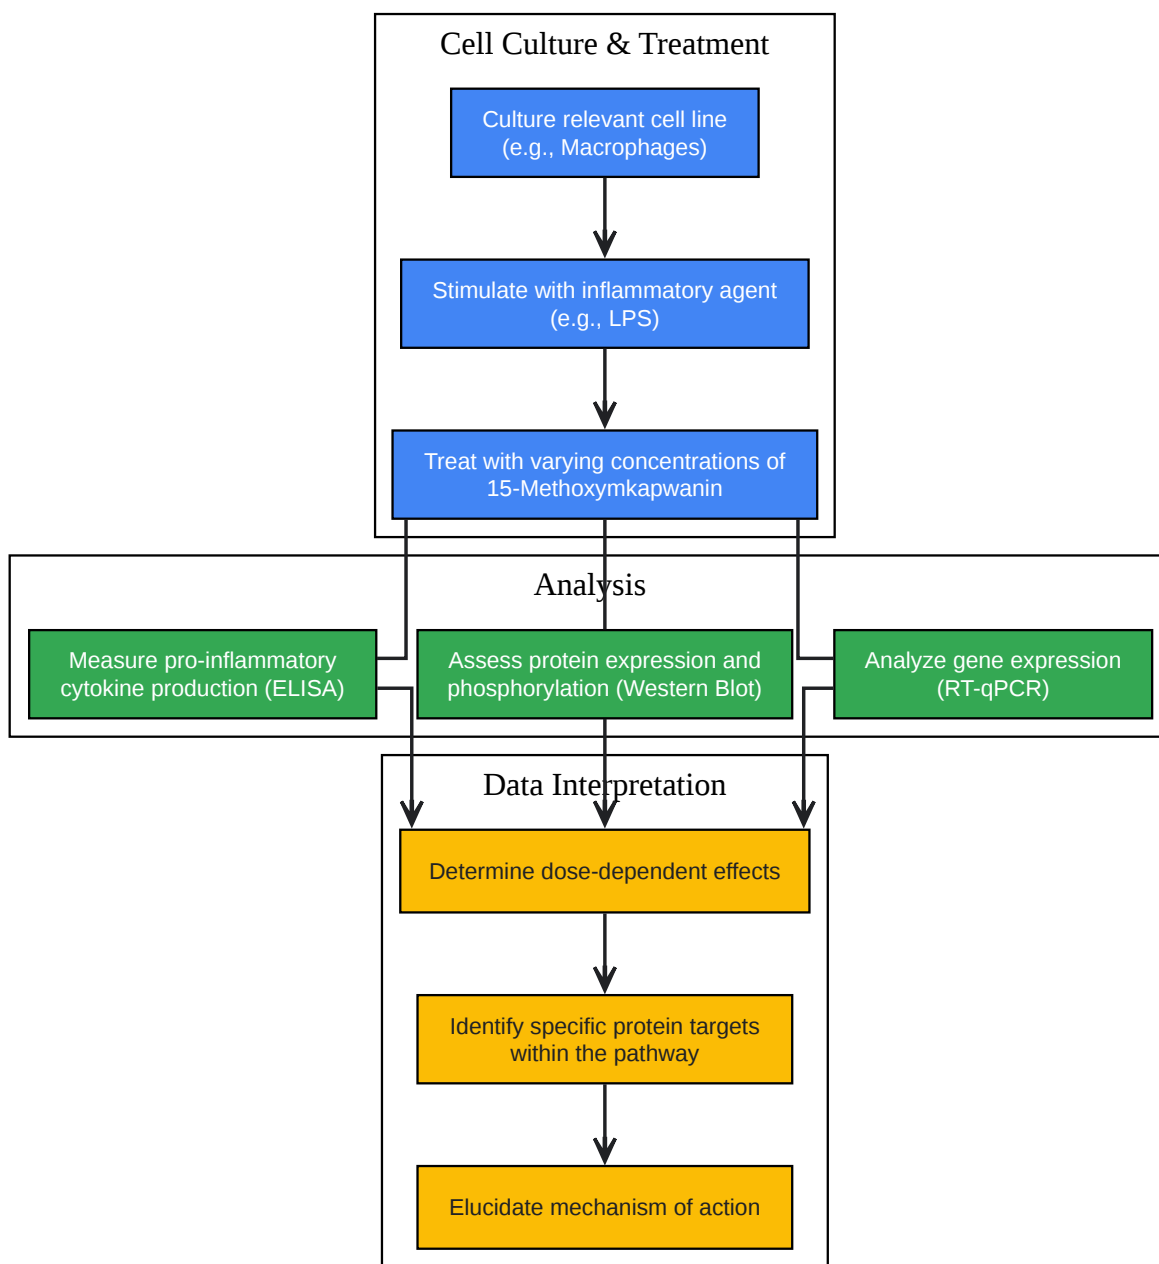 Cell Culture & Treatment
Culture relevant cell line
(e.g., Macrophages)
Stimulate with inflammatory agent
(e.g., LPS)
Treat with varying concentrations of
15-Methoxymkapwanin
Analysis
Measure pro-inflammatory
cytokine production (ELISA)
Assess protein expression and
phosphorylation (Western Blot)
Analyze gene expression
(RT-qPCR)
Data Interpretation
Determine dose-dependent effects
Identify specific protein targets
within the pathway
Elucidate mechanism of action